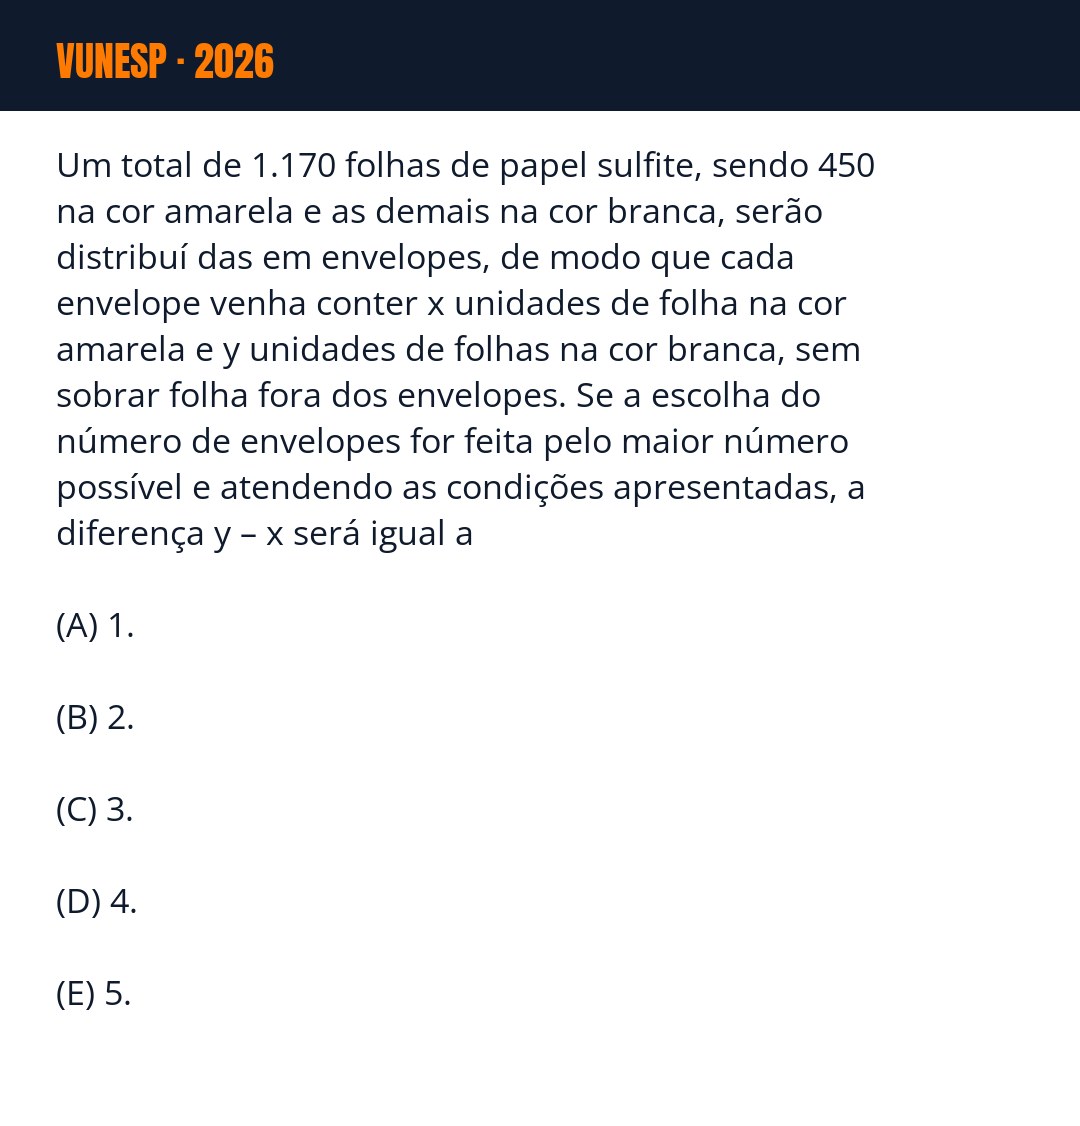 VUNESP · 2026
Um total de 1.170 folhas de papel sulfite, sendo 450
na cor amarela e as demais na cor branca, serão
distribuí das em envelopes, de modo que cada
envelope venha conter x unidades de folha na cor
amarela e y unidades de folhas na cor branca, sem
sobrar folha fora dos envelopes. Se a escolha do
número de envelopes for feita pelo maior número
possível e atendendo as condições apresentadas, a
diferença y – x será igual a
(A) 1.
(B) 2.
(C) 3.
(D) 4.
(E) 5.